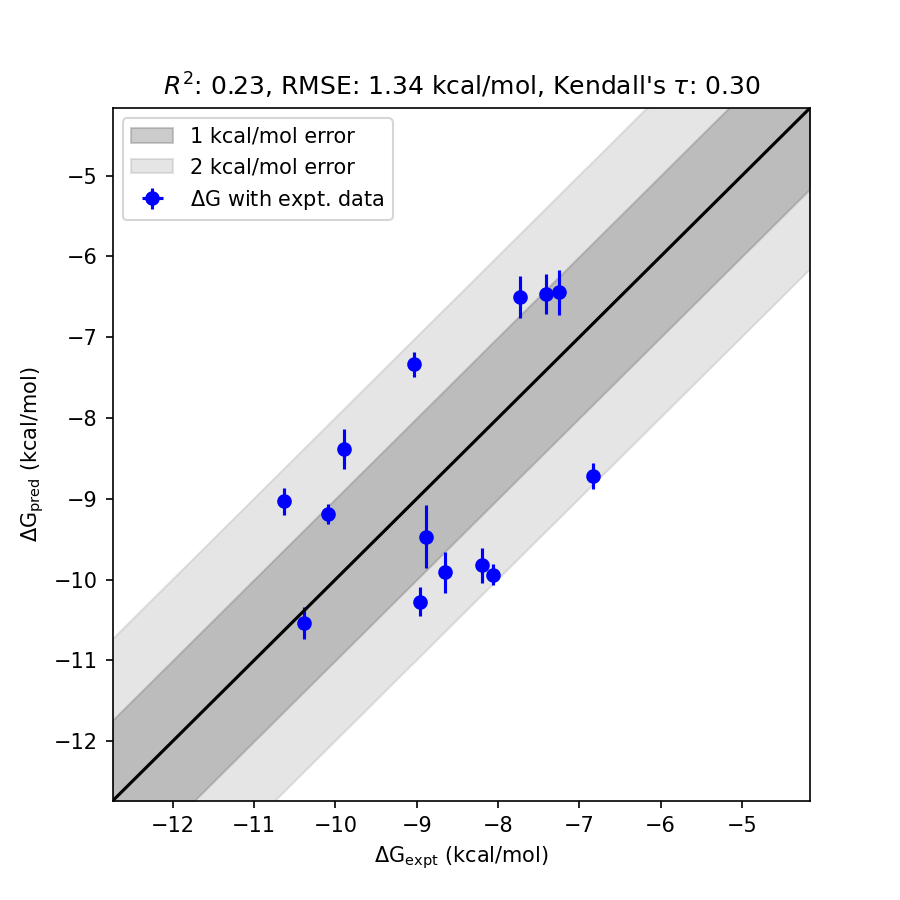 R²: 0.23, RMSE: 1.34 kcal/mol, Kendall's τ: 0.30
1 kcal/mol error
2 kcal/mol error
ΔG with expt. data
−5
−6
−7
−8
−9
−10
−11
−12
ΔGpred (kcal/mol)
−12 −11 −10 −9 −8 −7 −6 −5
ΔGexpt (kcal/mol)